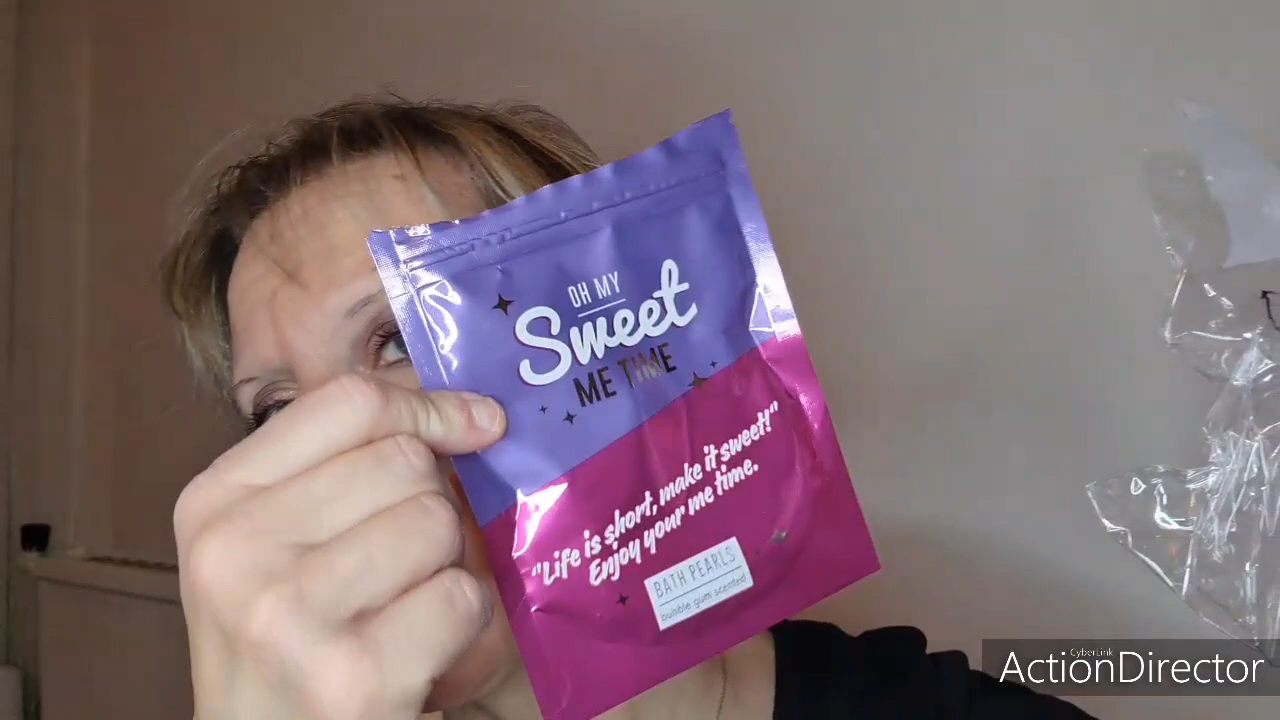 OH MY
Sweet
ME TIME
"Life is short, make it sweet!"
Enjoy your me time.
BATH PEARLS
bubble gum scented
CyberLink
ActionDirector